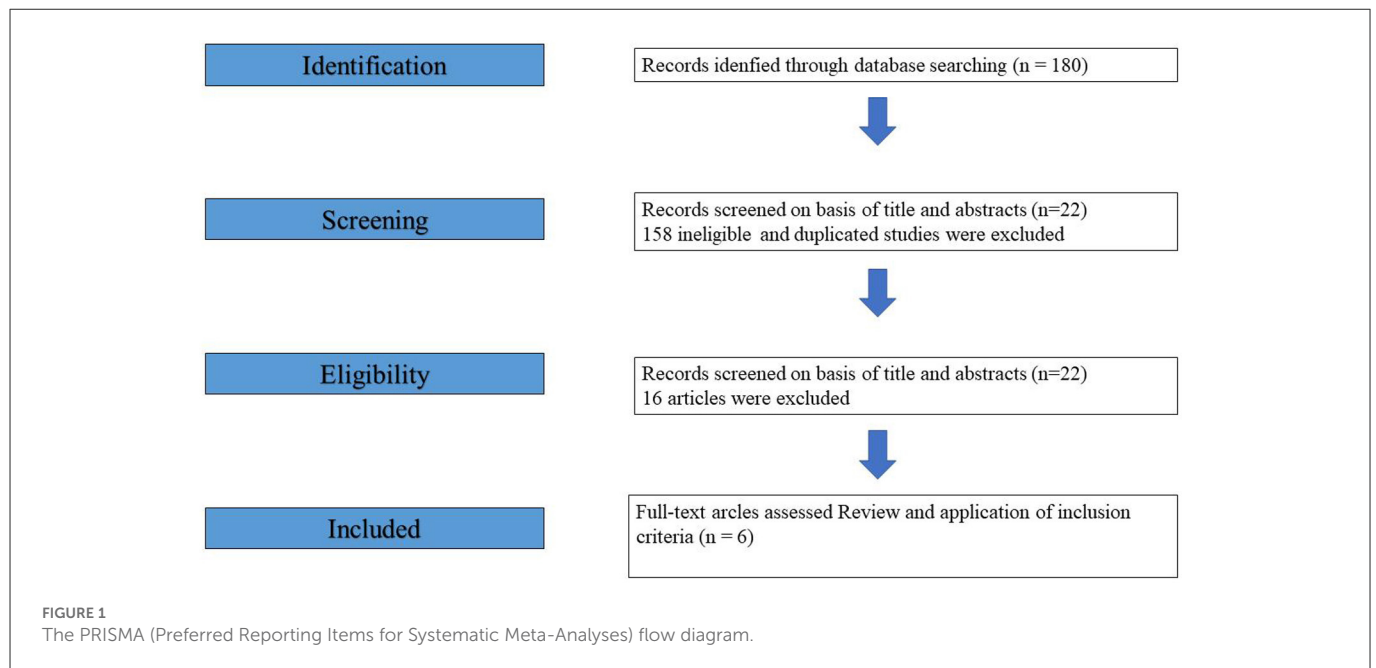 Identification
Records idenfied through database searching (n = 180)
Screening
Records screened on basis of title and abstracts (n=22)
158 ineligible and duplicated studies were excluded
Eligibility
Records screened on basis of title and abstracts (n=22)
16 articles were excluded
Included
Full-text arcles assessed Review and application of inclusion
criteria (n = 6)
FIGURE 1
The PRISMA (Preferred Reporting Items for Systematic Meta-Analyses) flow diagram.